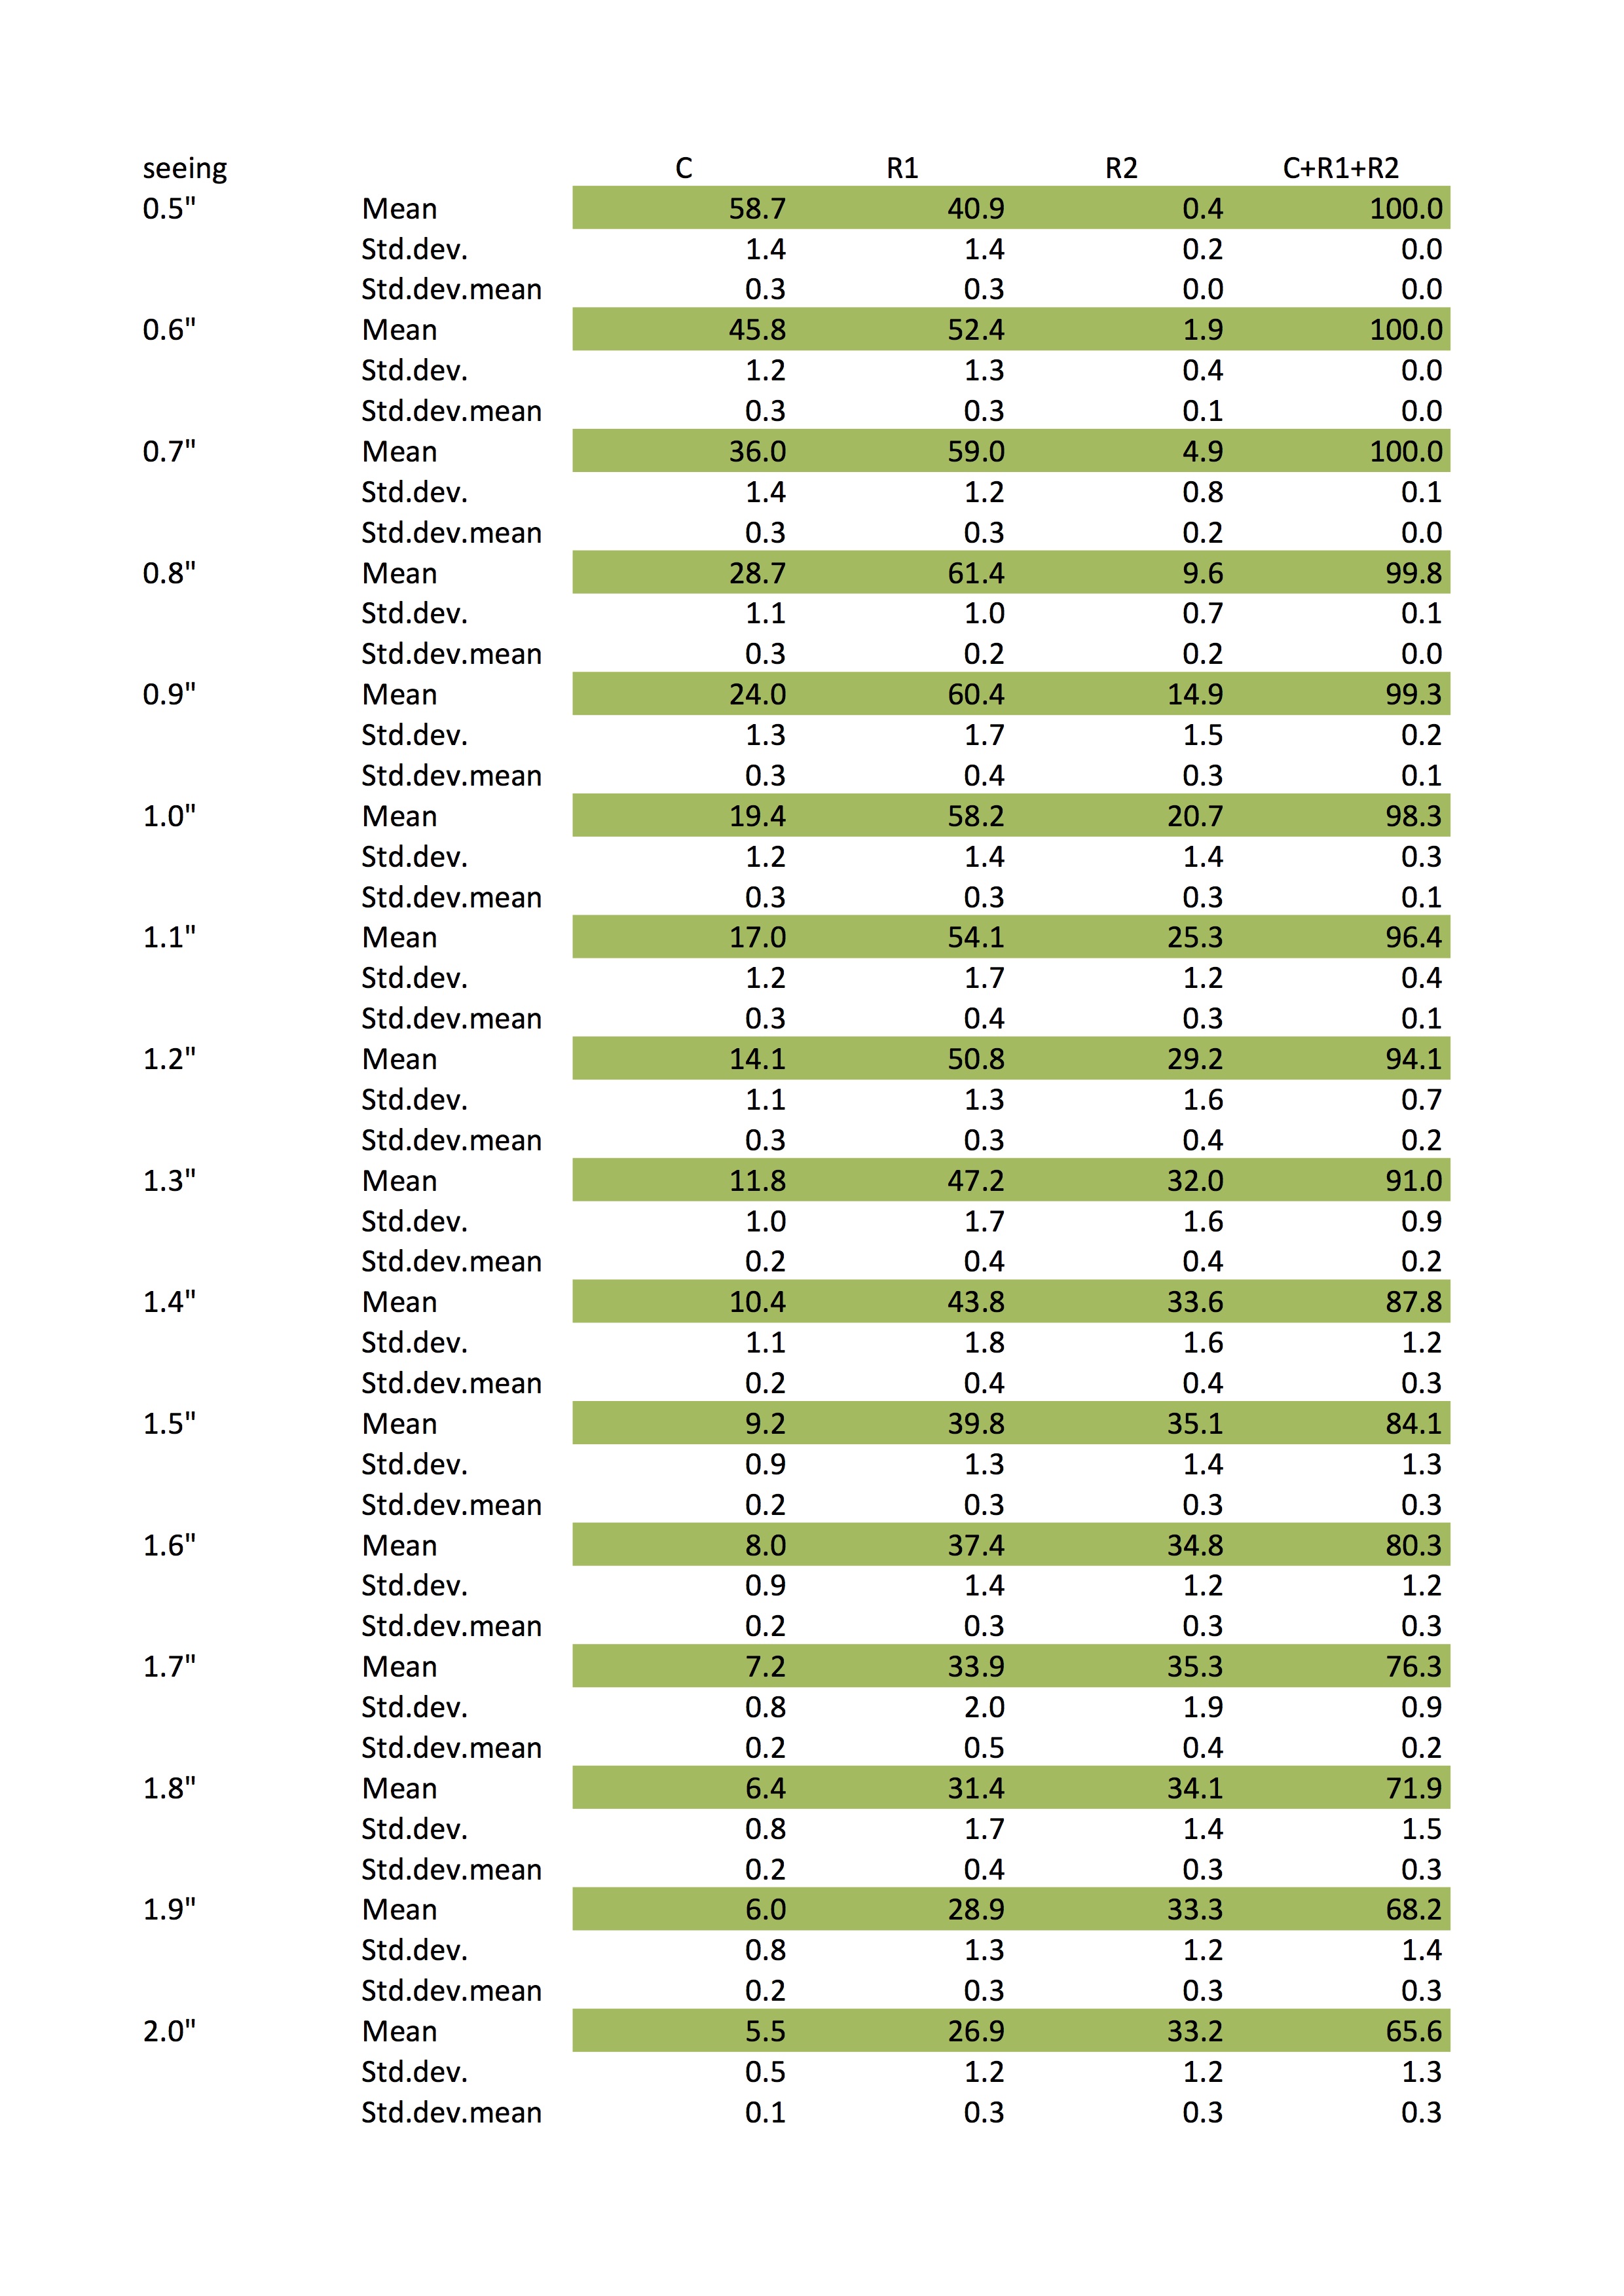 seeing C R1 R2 C+R1+R2
0.5" Mean 58.7 40.9 0.4 100.0
Std.dev. 1.4 1.4 0.2 0.0
Std.dev.mean 0.3 0.3 0.0 0.0
0.6" Mean 45.8 52.4 1.9 100.0
Std.dev. 1.2 1.3 0.4 0.0
Std.dev.mean 0.3 0.3 0.1 0.0
0.7" Mean 36.0 59.0 4.9 100.0
Std.dev. 1.4 1.2 0.8 0.1
Std.dev.mean 0.3 0.3 0.2 0.0
0.8" Mean 28.7 61.4 9.6 99.8
Std.dev. 1.1 1.0 0.7 0.1
Std.dev.mean 0.3 0.2 0.2 0.0
0.9" Mean 24.0 60.4 14.9 99.3
Std.dev. 1.3 1.7 1.5 0.2
Std.dev.mean 0.3 0.4 0.3 0.1
1.0" Mean 19.4 58.2 20.7 98.3
Std.dev. 1.2 1.4 1.4 0.3
Std.dev.mean 0.3 0.3 0.3 0.1
1.1" Mean 17.0 54.1 25.3 96.4
Std.dev. 1.2 1.7 1.2 0.4
Std.dev.mean 0.3 0.4 0.3 0.1
1.2" Mean 14.1 50.8 29.2 94.1
Std.dev. 1.1 1.3 1.6 0.7
Std.dev.mean 0.3 0.3 0.4 0.2
1.3" Mean 11.8 47.2 32.0 91.0
Std.dev. 1.0 1.7 1.6 0.9
Std.dev.mean 0.2 0.4 0.4 0.2
1.4" Mean 10.4 43.8 33.6 87.8
Std.dev. 1.1 1.8 1.6 1.2
Std.dev.mean 0.2 0.4 0.4 0.3
1.5" Mean 9.2 39.8 35.1 84.1
Std.dev. 0.9 1.3 1.4 1.3
Std.dev.mean 0.2 0.3 0.3 0.3
1.6" Mean 8.0 37.4 34.8 80.3
Std.dev. 0.9 1.4 1.2 1.2
Std.dev.mean 0.2 0.3 0.3 0.3
1.7" Mean 7.2 33.9 35.3 76.3
Std.dev. 0.8 2.0 1.9 0.9
Std.dev.mean 0.2 0.5 0.4 0.2
1.8" Mean 6.4 31.4 34.1 71.9
Std.dev. 0.8 1.7 1.4 1.5
Std.dev.mean 0.2 0.4 0.3 0.3
1.9" Mean 6.0 28.9 33.3 68.2
Std.dev. 0.8 1.3 1.2 1.4
Std.dev.mean 0.2 0.3 0.3 0.3
2.0" Mean 5.5 26.9 33.2 65.6
Std.dev. 0.5 1.2 1.2 1.3
Std.dev.mean 0.1 0.3 0.3 0.3